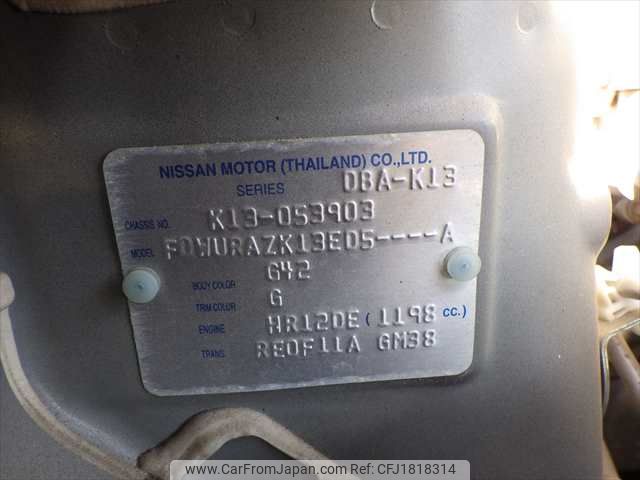 NISSAN MOTOR (THAILAND) CO.,LTD.
SERIES DBA-K13
CHASSIS NO. K13-053903
MODEL FDWURAZK13EDS----A
BODY COLOR G42
TRIM COLOR G
ENGINE HR12DE (1198 CC.)
TRANS. RE0F11A GM38
www.CarFromJapan.com Ref:CFJ1818314